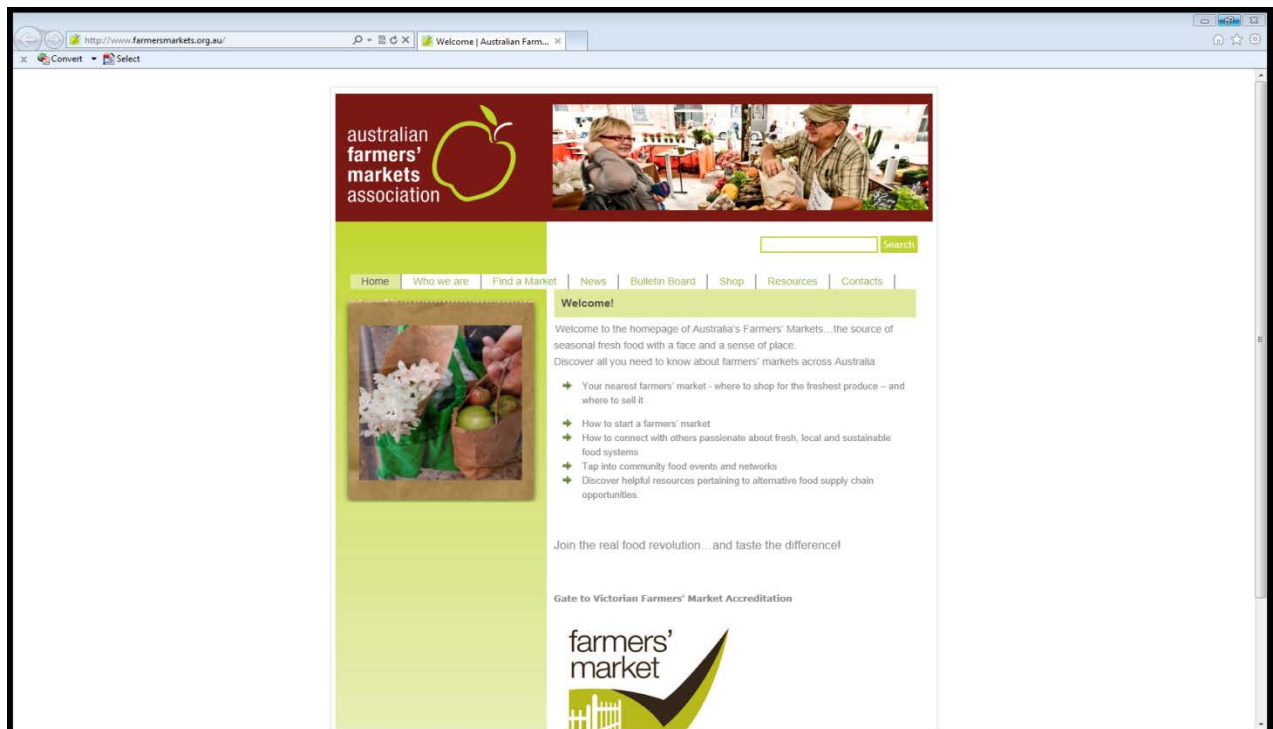 http://www.farmersmarkets.org.au/
Welcome | Australian Farm...
x Convert Select
australian
farmers'
markets
association
Search
Home Who we are Find a Market News Bulletin Board Shop Resources Contacts
Welcome!
Welcome to the homepage of Australia's Farmers' Markets...the source of
seasonal fresh food with a face and a sense of place.
Discover all you need to know about farmers' markets across Australia
Your nearest farmers' market - where to shop for the freshest produce – and
where to sell it
How to start a farmers' market
How to connect with others passionate about fresh, local and sustainable
food systems
Tap into community food events and networks
Discover helpful resources pertaining to alternative food supply chain
opportunities.
Join the real food revolution...and taste the difference!
Gate to Victorian Farmers' Market Accreditation
farmers'
market